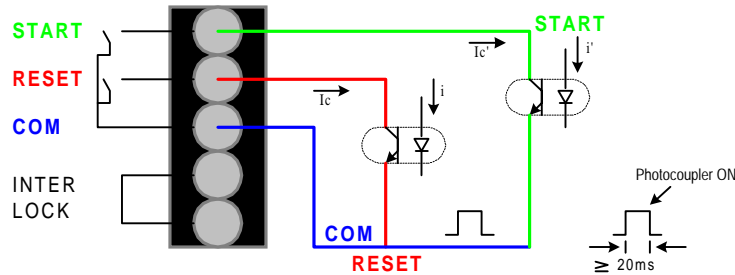 START
START
Ic'
i'
RESET
Ic
i
COM
INTER
LOCK
Photocoupler ON
COM
≥ 20ms
RESET